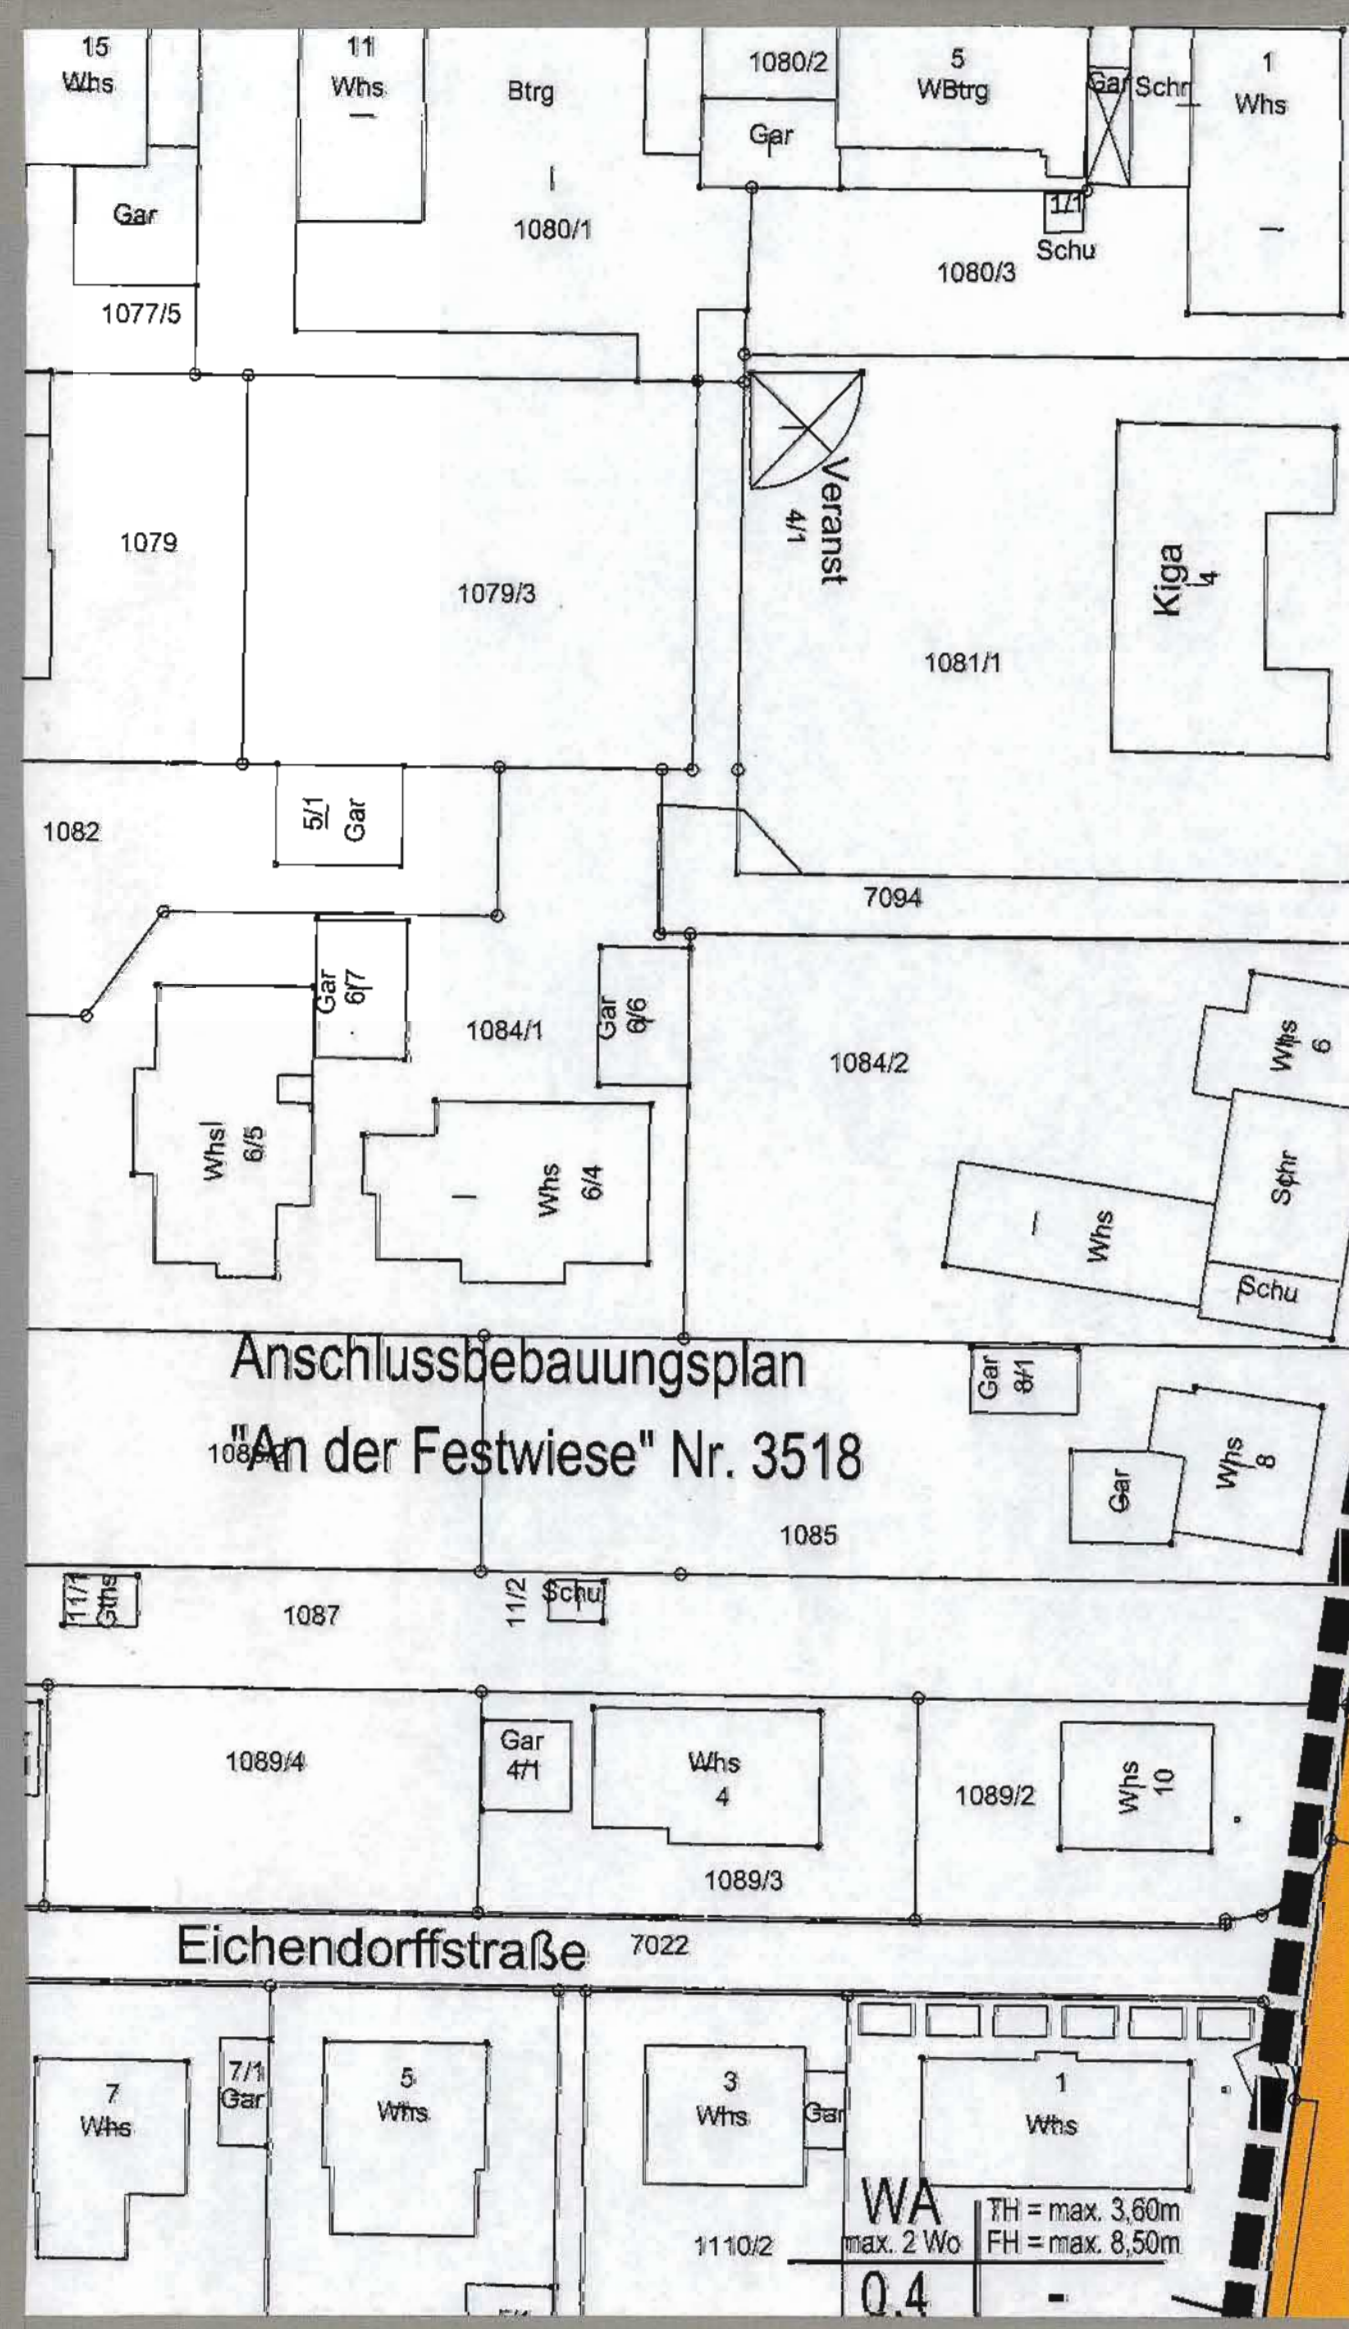 15
Whs
11
Whs
Btrg
1080/2
5
WBtrg
Gar
Schr
1
Whs
Gar
Gar
1080/1
1/1
Schu
1080/3
1077/5
Veranst
4/1
1079
1079/3
Kiga
4
1081/1
5/1
Gar
1082
7094
Gar
6/7
Gar
6/6
1084/1
1084/2
Whs
6
Whs
6/5
Whs
6/4
Schr
Whs
Schu
Anschlussbebauungsplan
"An der Festwiese" Nr. 3518
Gar
8/1
Whs
8
Gar
1085
11/1
Gths
1087
11/2
Schu
1089/4
Gar
4/1
Whs
4
1089/2
Whs
10
1089/3
Eichendorffstraße
7022
7
Whs
7/1
Gar
5
Whs
3
Whs
Gar
1
Whs
1110/2
WA
max. 2 Wo
TH = max. 3,60m
FH = max. 8,50m
0,4